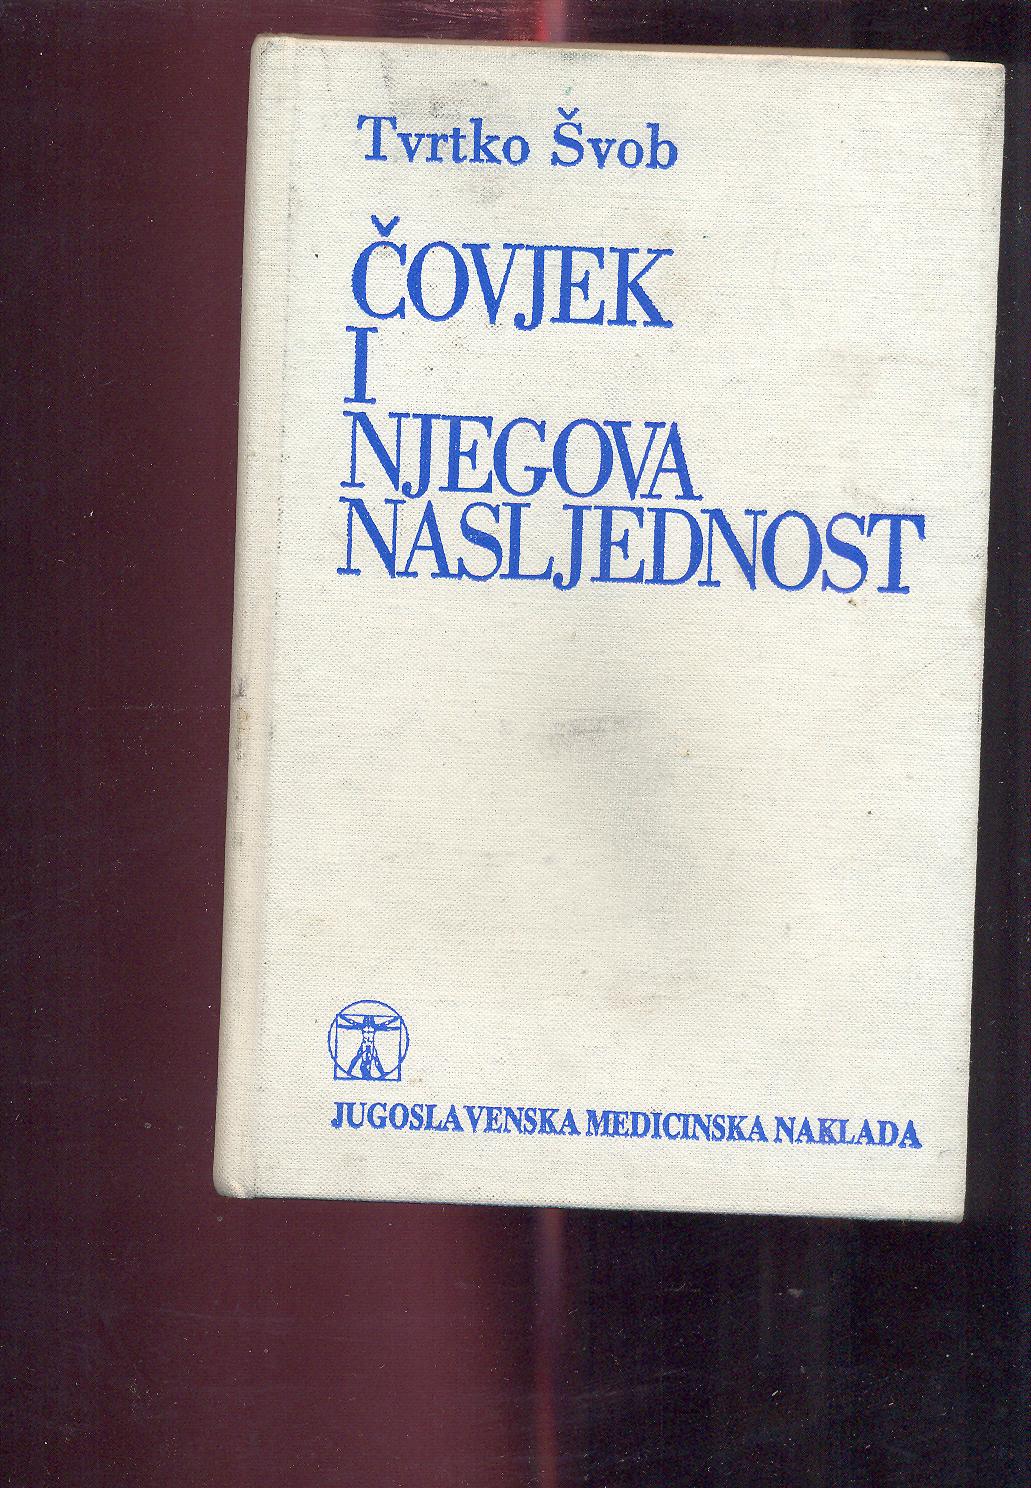 Tvrtko Švob
ČOVJEK
I
NJEGOVA
NASLJEDNOST
JUGOSLAVENSKA MEDICINSKA NAKLADA